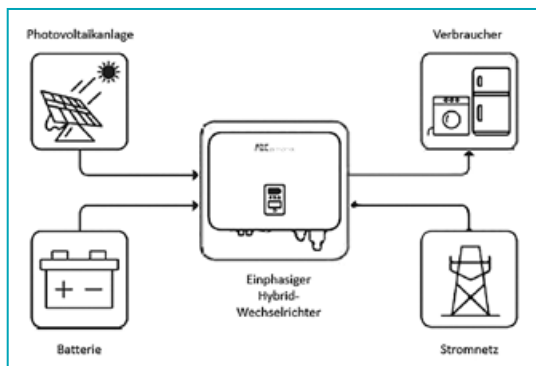 Photovoltaikanlage
Verbraucher
Einphasiger
Hybrid-
Wechselrichter
Batterie
Stromnetz